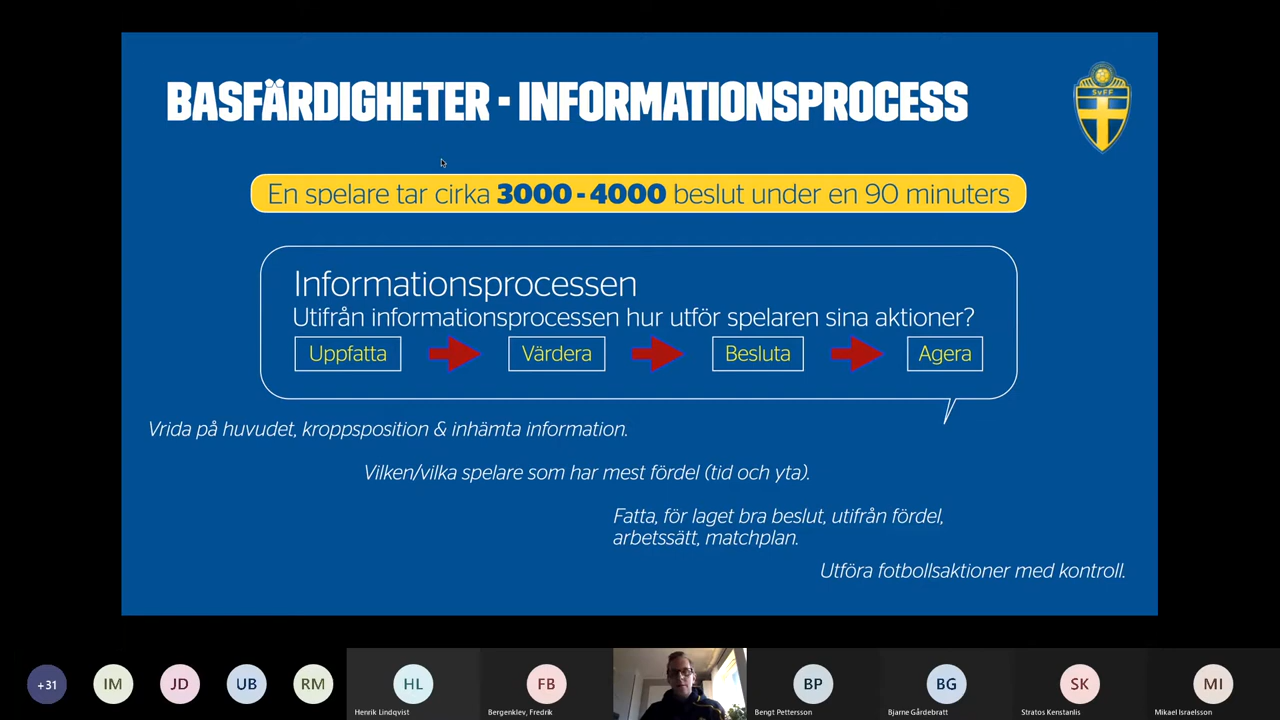 BASFÄRDIGHETER - INFORMATIONSPROCESS
SvFF
En spelare tar cirka 3000 - 4000 beslut under en 90 minuters
Informationsprocessen
Utifrån informationsprocessen hur utför spelaren sina aktioner?
Uppfatta Värdera Besluta Agera
Vrida på huvudet, kroppsposition & inhämta information.
Vilken/vilka spelare som har mest fördel (tid och yta).
Fatta, för laget bra beslut, utifrån fördel,
arbetssätt, matchplan.
Utföra fotbollsaktioner med kontroll.
+31 IM JD UB RM HL FB BP BG SK MI
Henrik Lindqvist Bergenklev, Fredrik Bengt Pettersson Bjarne Gårdebratt Stratos Kenstanlis Mikael Israelsson